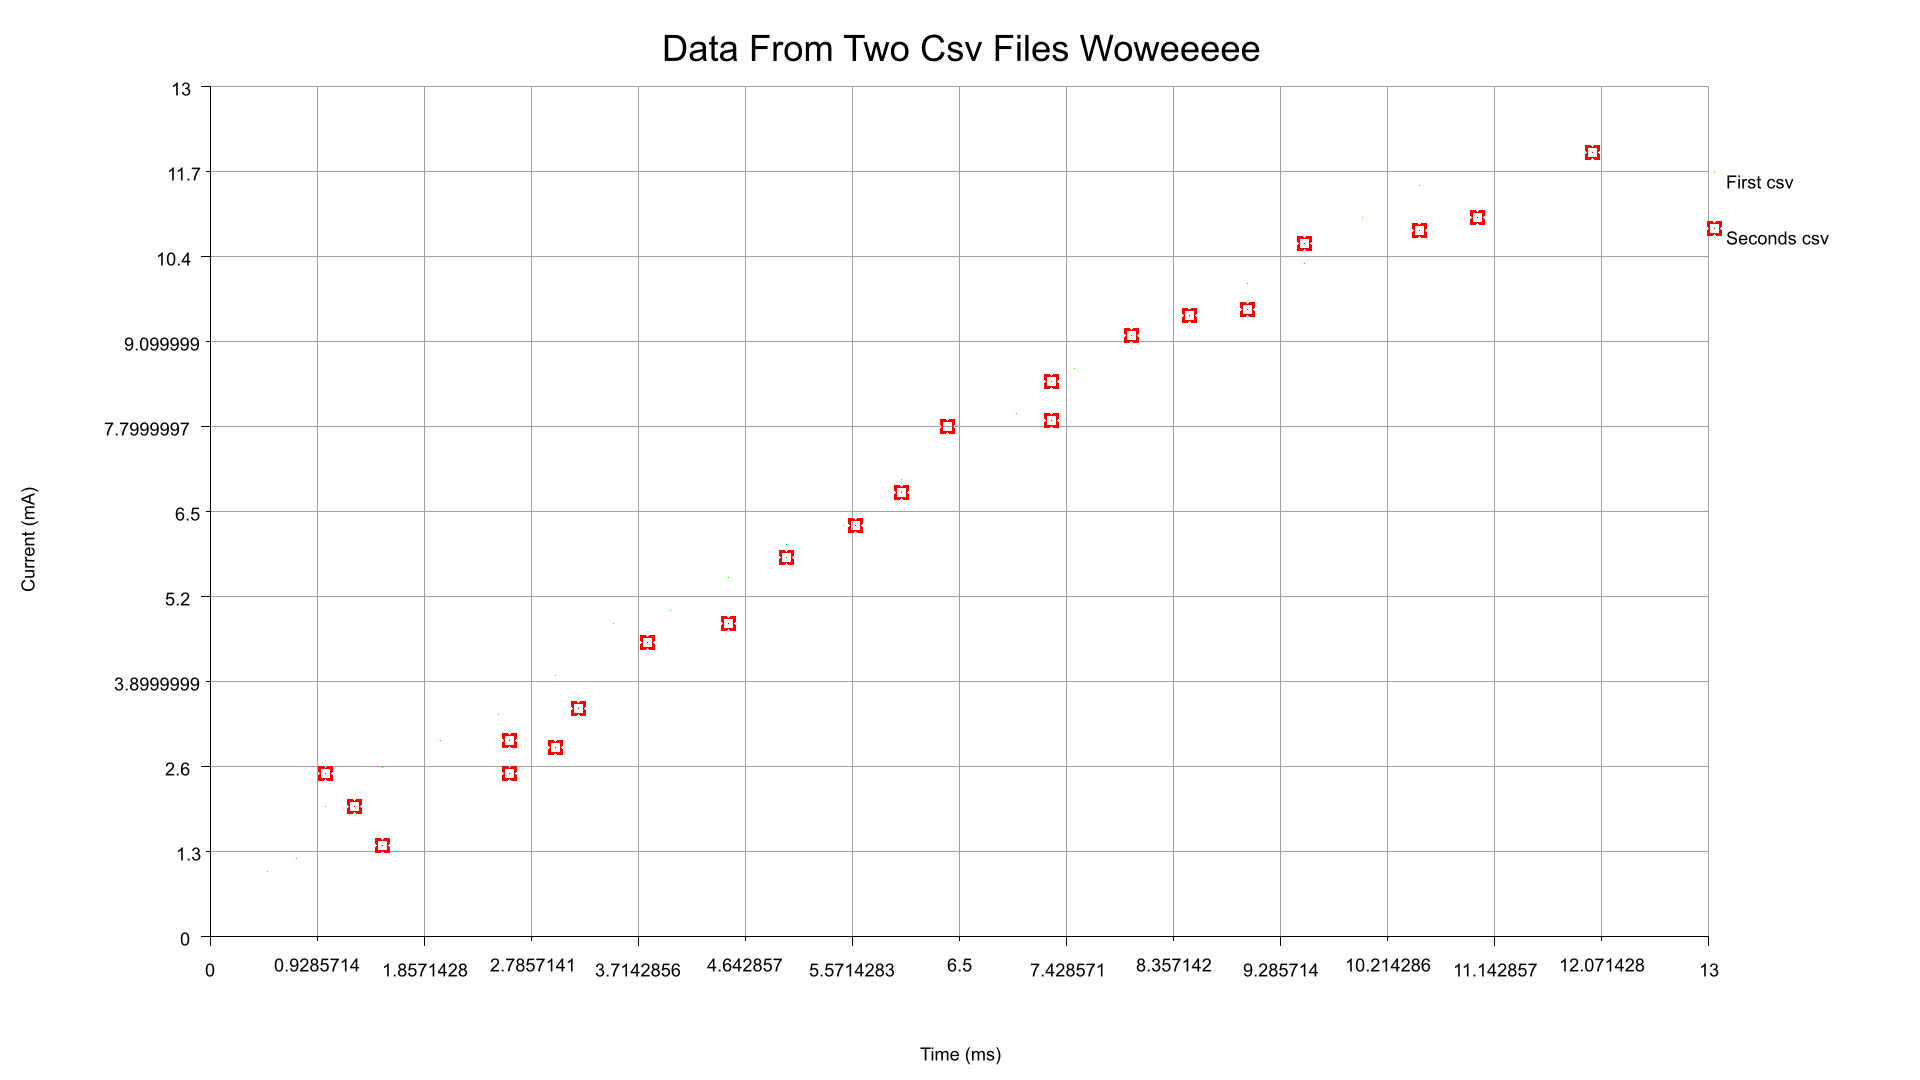 Data From Two Csv Files Woweeeee
13
11.7
10.4
9.099999
7.7999997
6.5
5.2
3.8999999
2.6
1.3
0
Current (mA)
First csv
Seconds csv
0 0.9285714 1.8571428 2.7857141 3.7142856 4.642857 5.5714283 6.5 7.428571 8.357142 9.285714 10.214286 11.142857 12.071428 13
Time (ms)